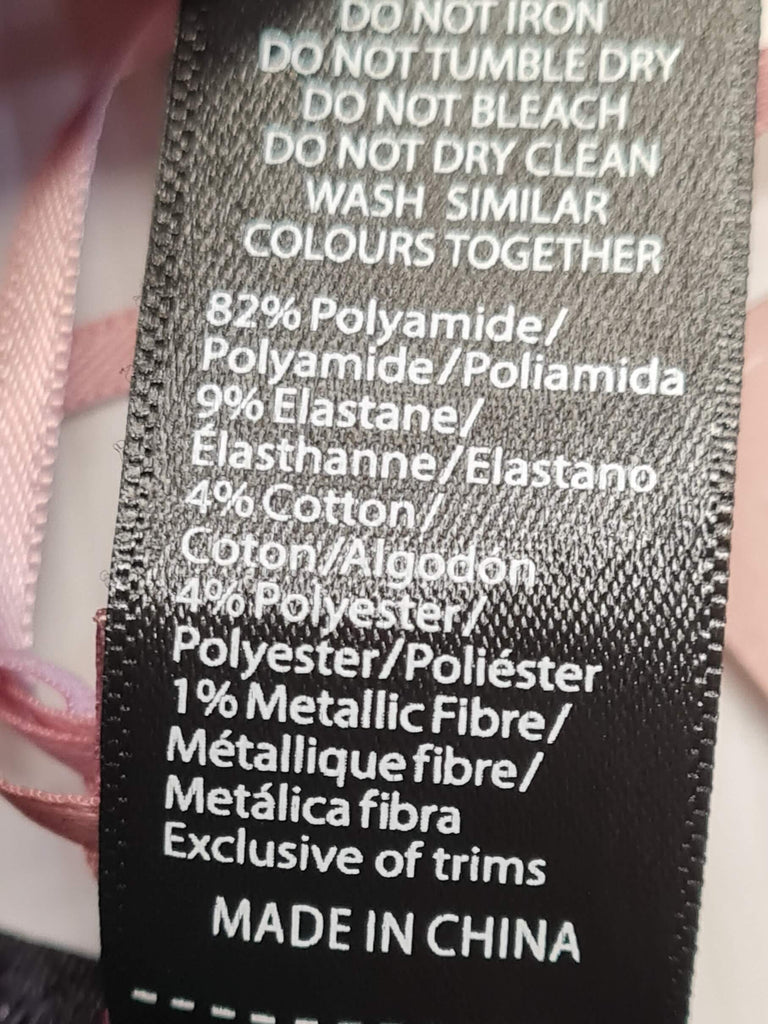 DO NOT IRON
DO NOT TUMBLE DRY
DO NOT BLEACH
DO NOT DRY CLEAN
WASH SIMILAR
COLOURS TOGETHER
82% Polyamide/
Polyamide/Poliamida
9% Elastane/
Élasthanne/Elastano
4% Cotton/
Coton/Algodón
4% Polyester/
Polyester/Poliéster
1% Metallic Fibre/
Métallique fibre/
Metálica fibra
Exclusive of trims
MADE IN CHINA